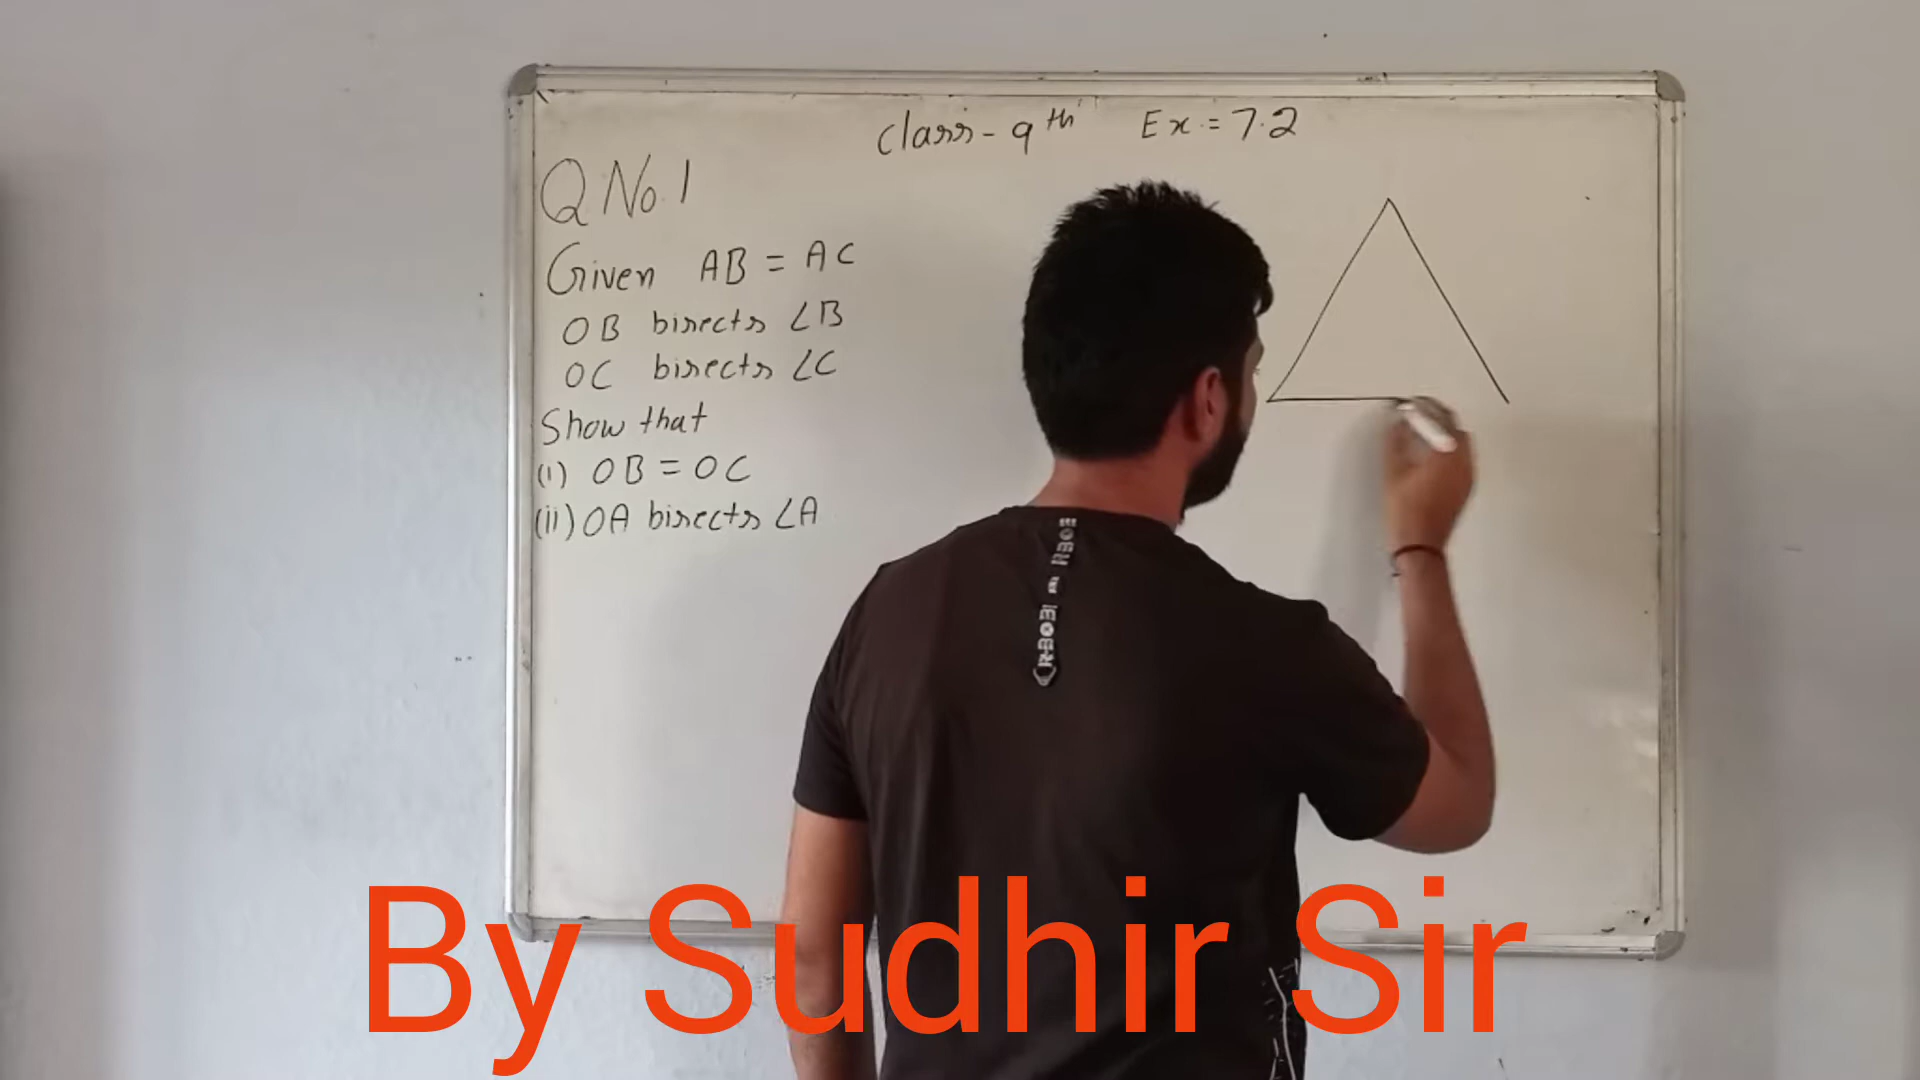 Class - 9th Ex. = 7.2
Q No. 1
Given AB = AC
OB bisects ∠B
OC bisects ∠C
Show that
(i) OB = OC
(ii) OA bisects ∠A
By Sudhir Sir